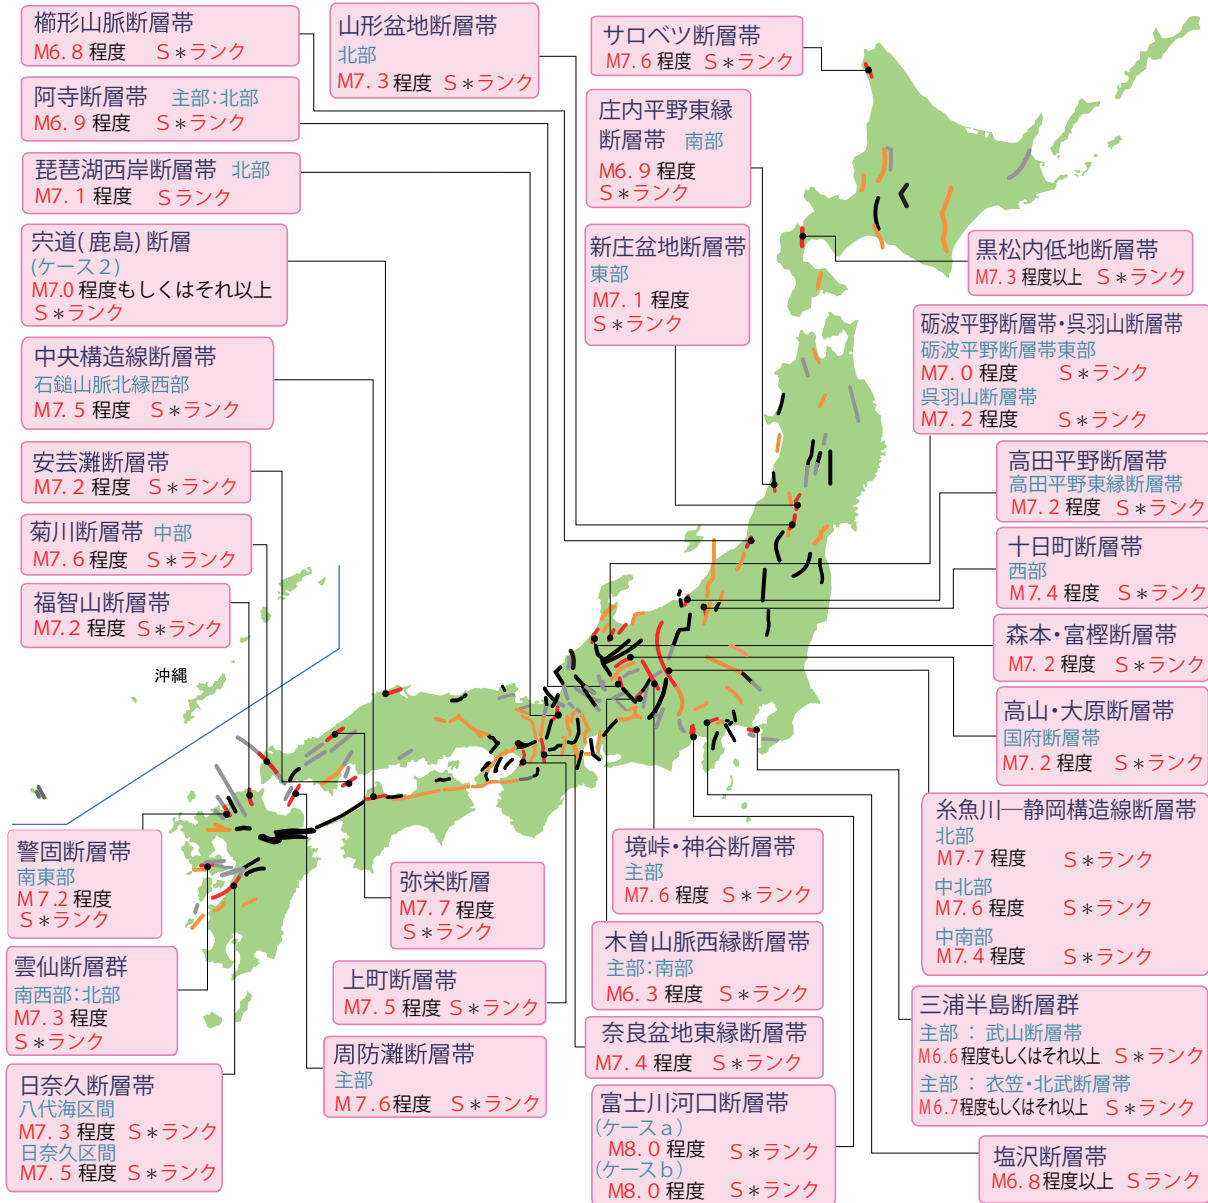 櫛形山脈断層帯
M6.8 程度 S＊ランク
阿寺断層帯 主部:北部
M6.9 程度 S＊ランク
琵琶湖西岸断層帯 北部
M7.1 程度 Sランク
宍道(鹿島)断層
(ケース２)
M7.0 程度もしくはそれ以上
S＊ランク
中央構造線断層帯
石鎚山脈北縁西部
M7.5 程度 S＊ランク
安芸灘断層帯
M7.2 程度 S＊ランク
菊川断層帯 中部
M7.6 程度 S＊ランク
福智山断層帯
M7.2 程度 S＊ランク
沖縄
警固断層帯
南東部
M7.2 程度
S＊ランク
雲仙断層群
南西部:北部
M7.3 程度
S＊ランク
日奈久断層帯
八代海区間
M7.3 程度 S＊ランク
日奈久区間
M7.5 程度 S＊ランク
山形盆地断層帯
北部
M7.3 程度 S＊ランク
サロベツ断層帯
M7.6 程度 S＊ランク
庄内平野東縁
断層帯 南部
M6.9 程度
S＊ランク
新庄盆地断層帯
東部
M7.1 程度
S＊ランク
黒松内低地断層帯
M7.3 程度以上 S＊ランク
砺波平野断層帯・呉羽山断層帯
砺波平野断層帯東部
M7.0 程度 S＊ランク
呉羽山断層帯
M7.2 程度 S＊ランク
高田平野断層帯
高田平野東縁断層帯
M7.2 程度 S＊ランク
十日町断層帯
西部
M7.4 程度 S＊ランク
森本・富樫断層帯
M7.2 程度 S＊ランク
高山・大原断層帯
国府断層帯
M7.2 程度 S＊ランク
糸魚川―静岡構造線断層帯
北部
M7.7 程度 S＊ランク
中北部
M7.6 程度 S＊ランク
中南部
M7.4 程度 S＊ランク
三浦半島断層群
主部 : 武山断層帯
M6.6程度もしくはそれ以上 S＊ランク
主部 : 衣笠・北武断層帯
M6.7程度もしくはそれ以上 S＊ランク
塩沢断層帯
M6.8程度以上 Sランク
境峠・神谷断層帯
主部
M7.6 程度 S＊ランク
木曽山脈西縁断層帯
主部:南部
M6.3 程度 S＊ランク
奈良盆地東縁断層帯
M7.4 程度 S＊ランク
富士川河口断層帯
(ケースａ)
M8.0 程度 S＊ランク
(ケースｂ)
M8.0 程度 S＊ランク
弥栄断層
M7.7 程度
S＊ランク
上町断層帯
M7.5 程度 S＊ランク
周防灘断層帯
主部
M7.6程度 S＊ランク